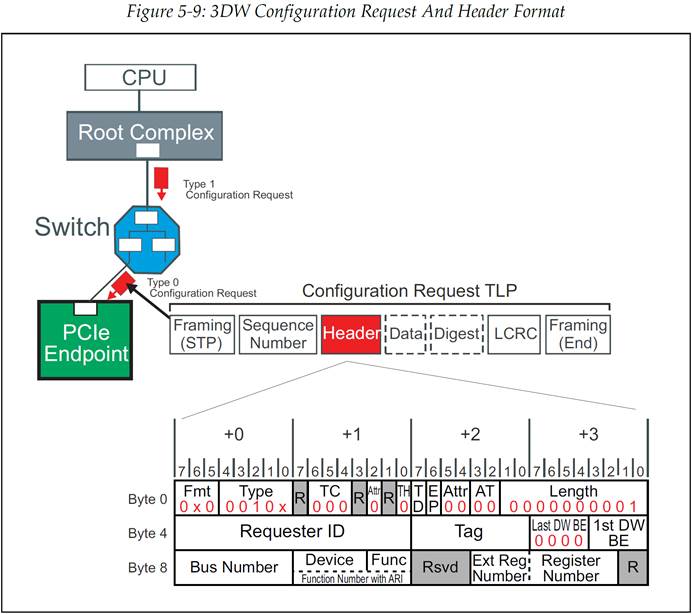 Figure 5-9: 3DW Configuration Request And Header Format
CPU
Root Complex
Type 1
Configuration Request
Switch
Type 0
Configuration Request
PCIe
Endpoint
Configuration Request TLP
Framing
(STP)
Sequence
Number
Header
Data
Digest
LCRC
Framing
(End)
+0 +1 +2 +3
7 6 5 4 3 2 1 0 7 6 5 4 3 2 1 0 7 6 5 4 3 2 1 0 7 6 5 4 3 2 1 0
Byte 0
Fmt
0 x 0
Type
0 0 1 0 x
R
TC
0 0 0
R
Attr
0
R
TH
0
T
D
E
P
Attr
0 0
AT
0 0
Length
0 0 0 0 0 0 0 0 0 1
Byte 4
Requester ID
Tag
Last DW BE
0 0 0 0
1st DW
BE
Byte 8
Bus Number
Device
Func
Function Number with ARI
Rsvd
Ext Reg
Number
Register
Number
R